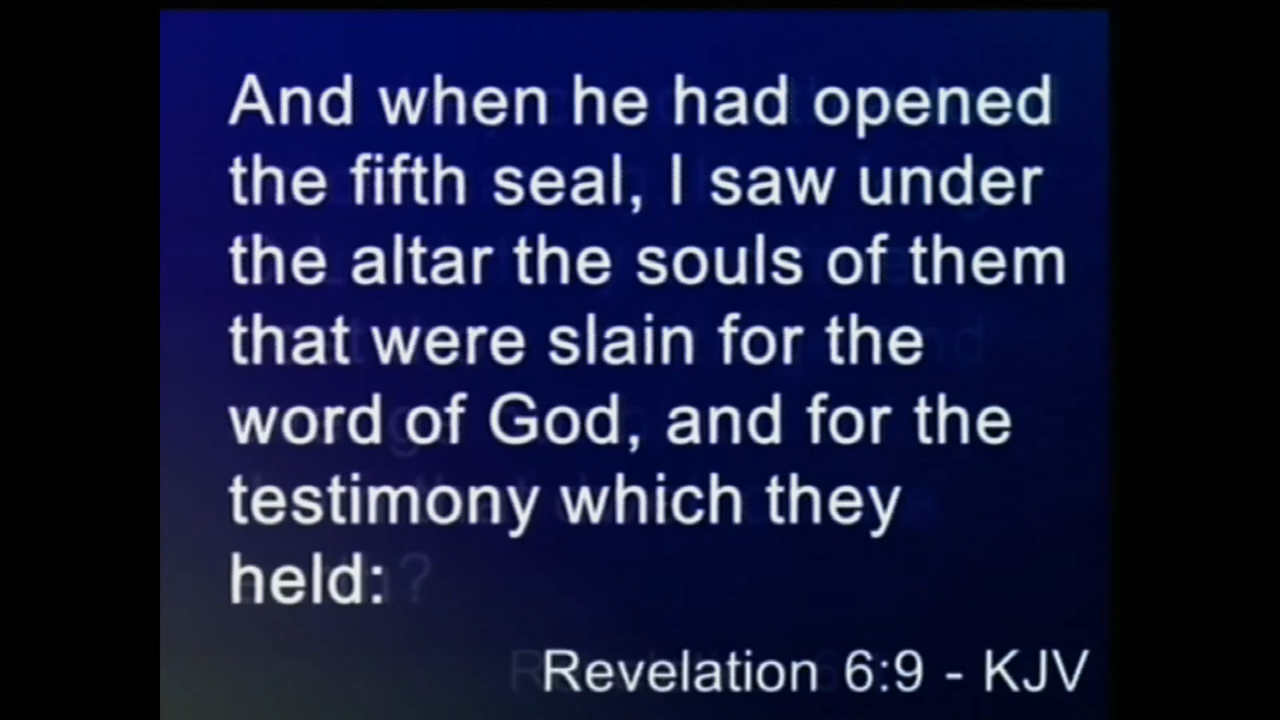 And when he had opened
the fifth seal, I saw under
the altar the souls of them
that were slain for the
word of God, and for the
testimony which they
held:
Revelation 6:9 - KJV